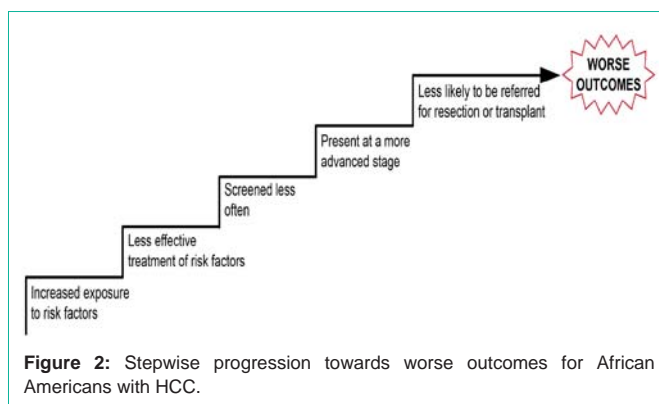 WORSE
OUTCOMES
Less likely to be referred
for resection or transplant
Present at a more
advanced stage
Screened less
often
Less effective
treatment of risk factors
Increased exposure
to risk factors
Figure 2: Stepwise progression towards worse outcomes for African
Americans with HCC.